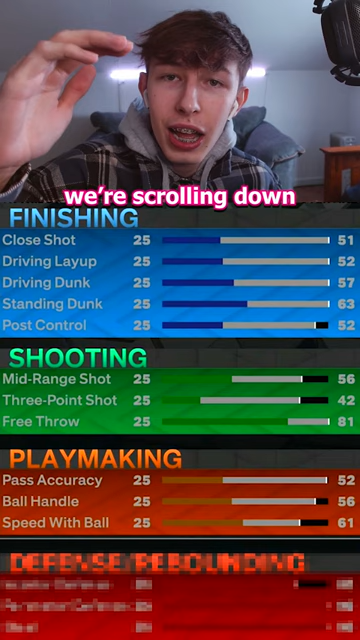 we're scrolling down
FINISHING
Close Shot 25 51
Driving Layup 25 52
Driving Dunk 25 57
Standing Dunk 25 63
Post Control 25 52
SHOOTING
Mid-Range Shot 25 56
Three-Point Shot 25 42
Free Throw 25 81
PLAYMAKING
Pass Accuracy 25 52
Ball Handle 25 56
Speed With Ball 25 61
DEFENSE/REBOUNDING